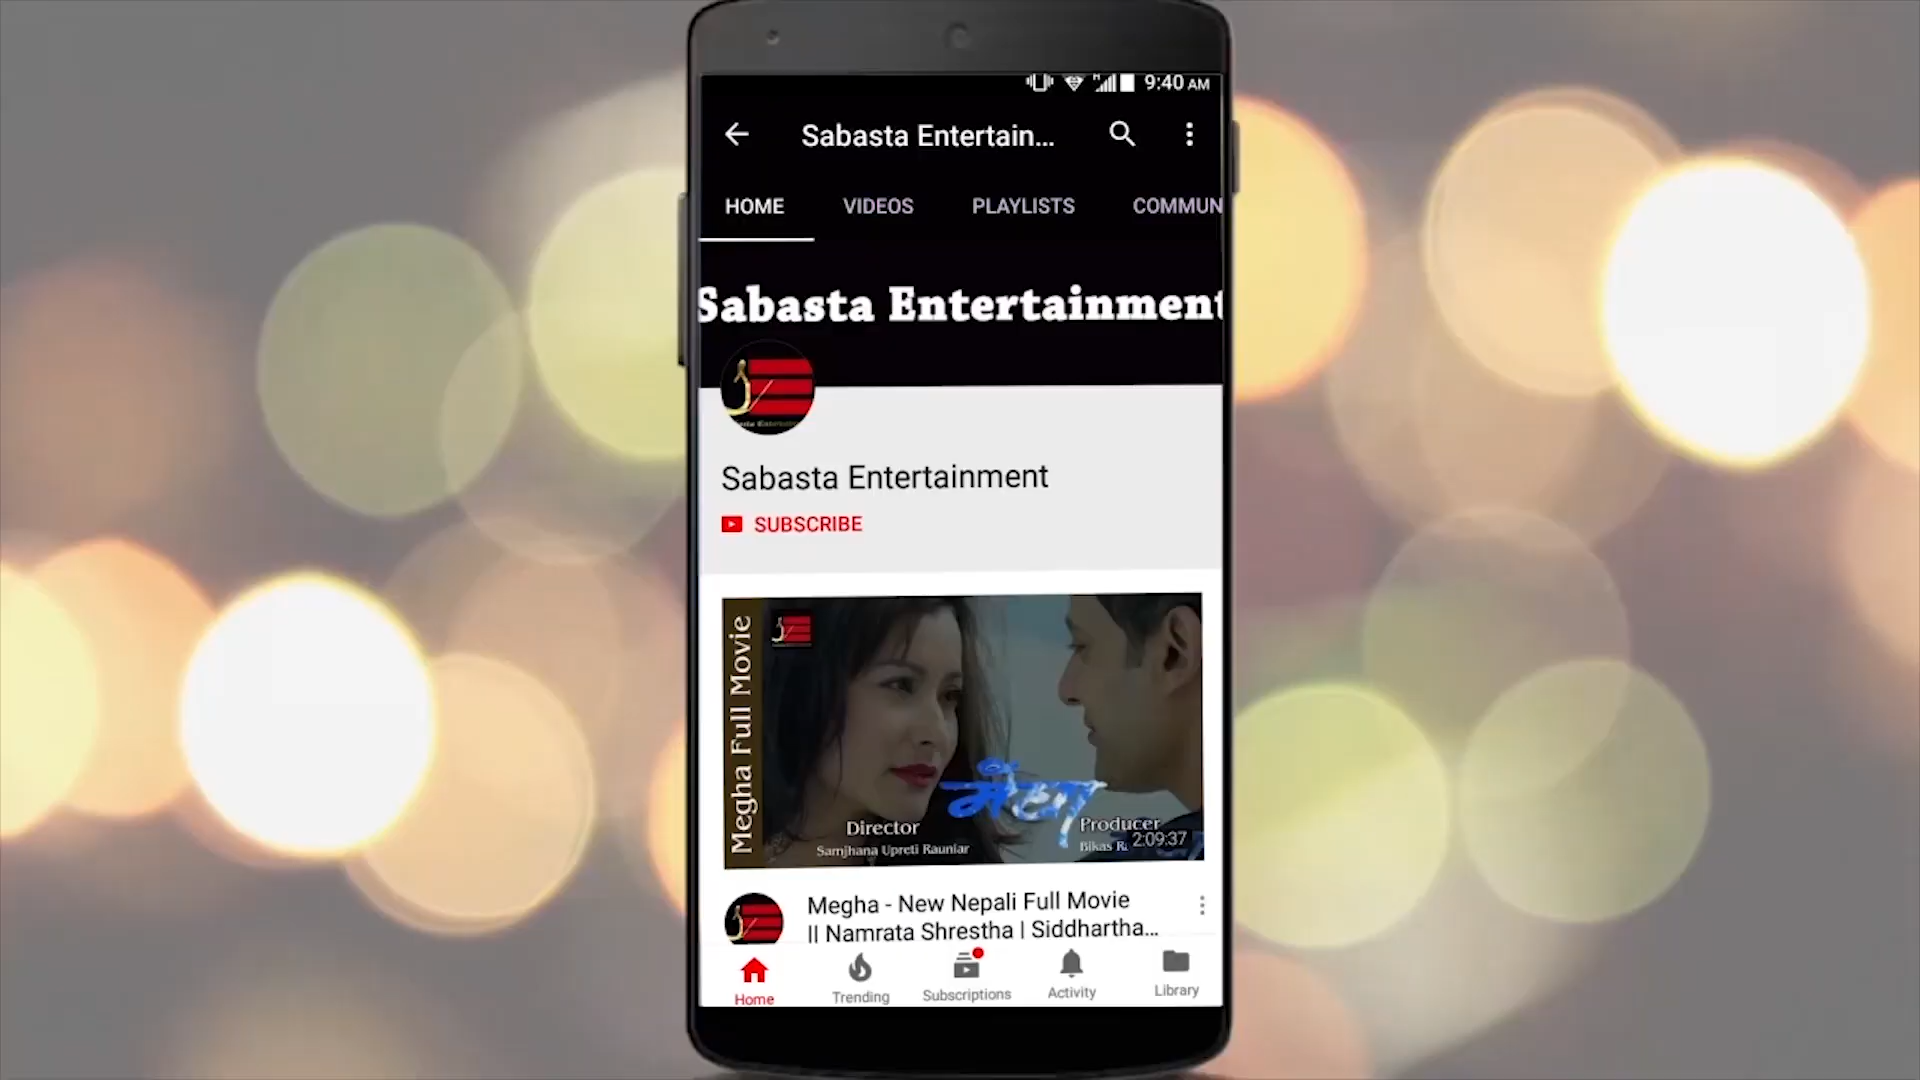 9:40 AM
Sabasta Entertain...
HOME VIDEOS PLAYLISTS COMMUN
Sabasta Entertainment
Sabasta Entertainment
SUBSCRIBE
Megha Full Movie
मेघा
Director
Samjhana Upreti Rauniar
Producer
Bikas R
2:09:37
Megha - New Nepali Full Movie
II Namrata Shrestha I Siddhartha...
Home Trending Subscriptions Activity Library